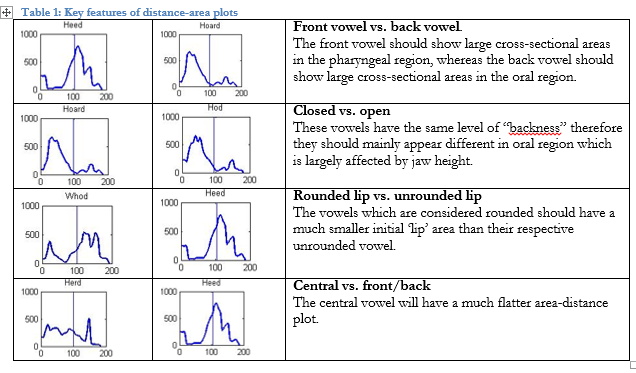 Table 1: Key features of distance-area plots
Heed
1000
500
0
0 100 200
Hoard
1000
500
0
0 100 200
Front vowel vs. back vowel
The front vowel should show large cross-sectional areas
in the pharyngeal region, whereas the back vowel should
show large cross-sectional areas in the oral region.
Hoard
1000
500
0
0 100 200
Hod
1000
500
0
0 100 200
Closed vs. open
These vowels have the same level of “backness” therefore
they should mainly appear different in oral region which
is largely affected by jaw height.
Whod
1000
500
0
0 100 200
Heed
1000
500
0
0 100 200
Rounded lip vs. unrounded lip
The vowels which are considered rounded should have a
much smaller initial ‘lip’ area than their respective
unrounded vowel.
Herd
1000
500
0
0 100 200
Heed
1000
500
0
0 100 200
Central vs. front/back
The central vowel will have a much flatter area-distance
plot.